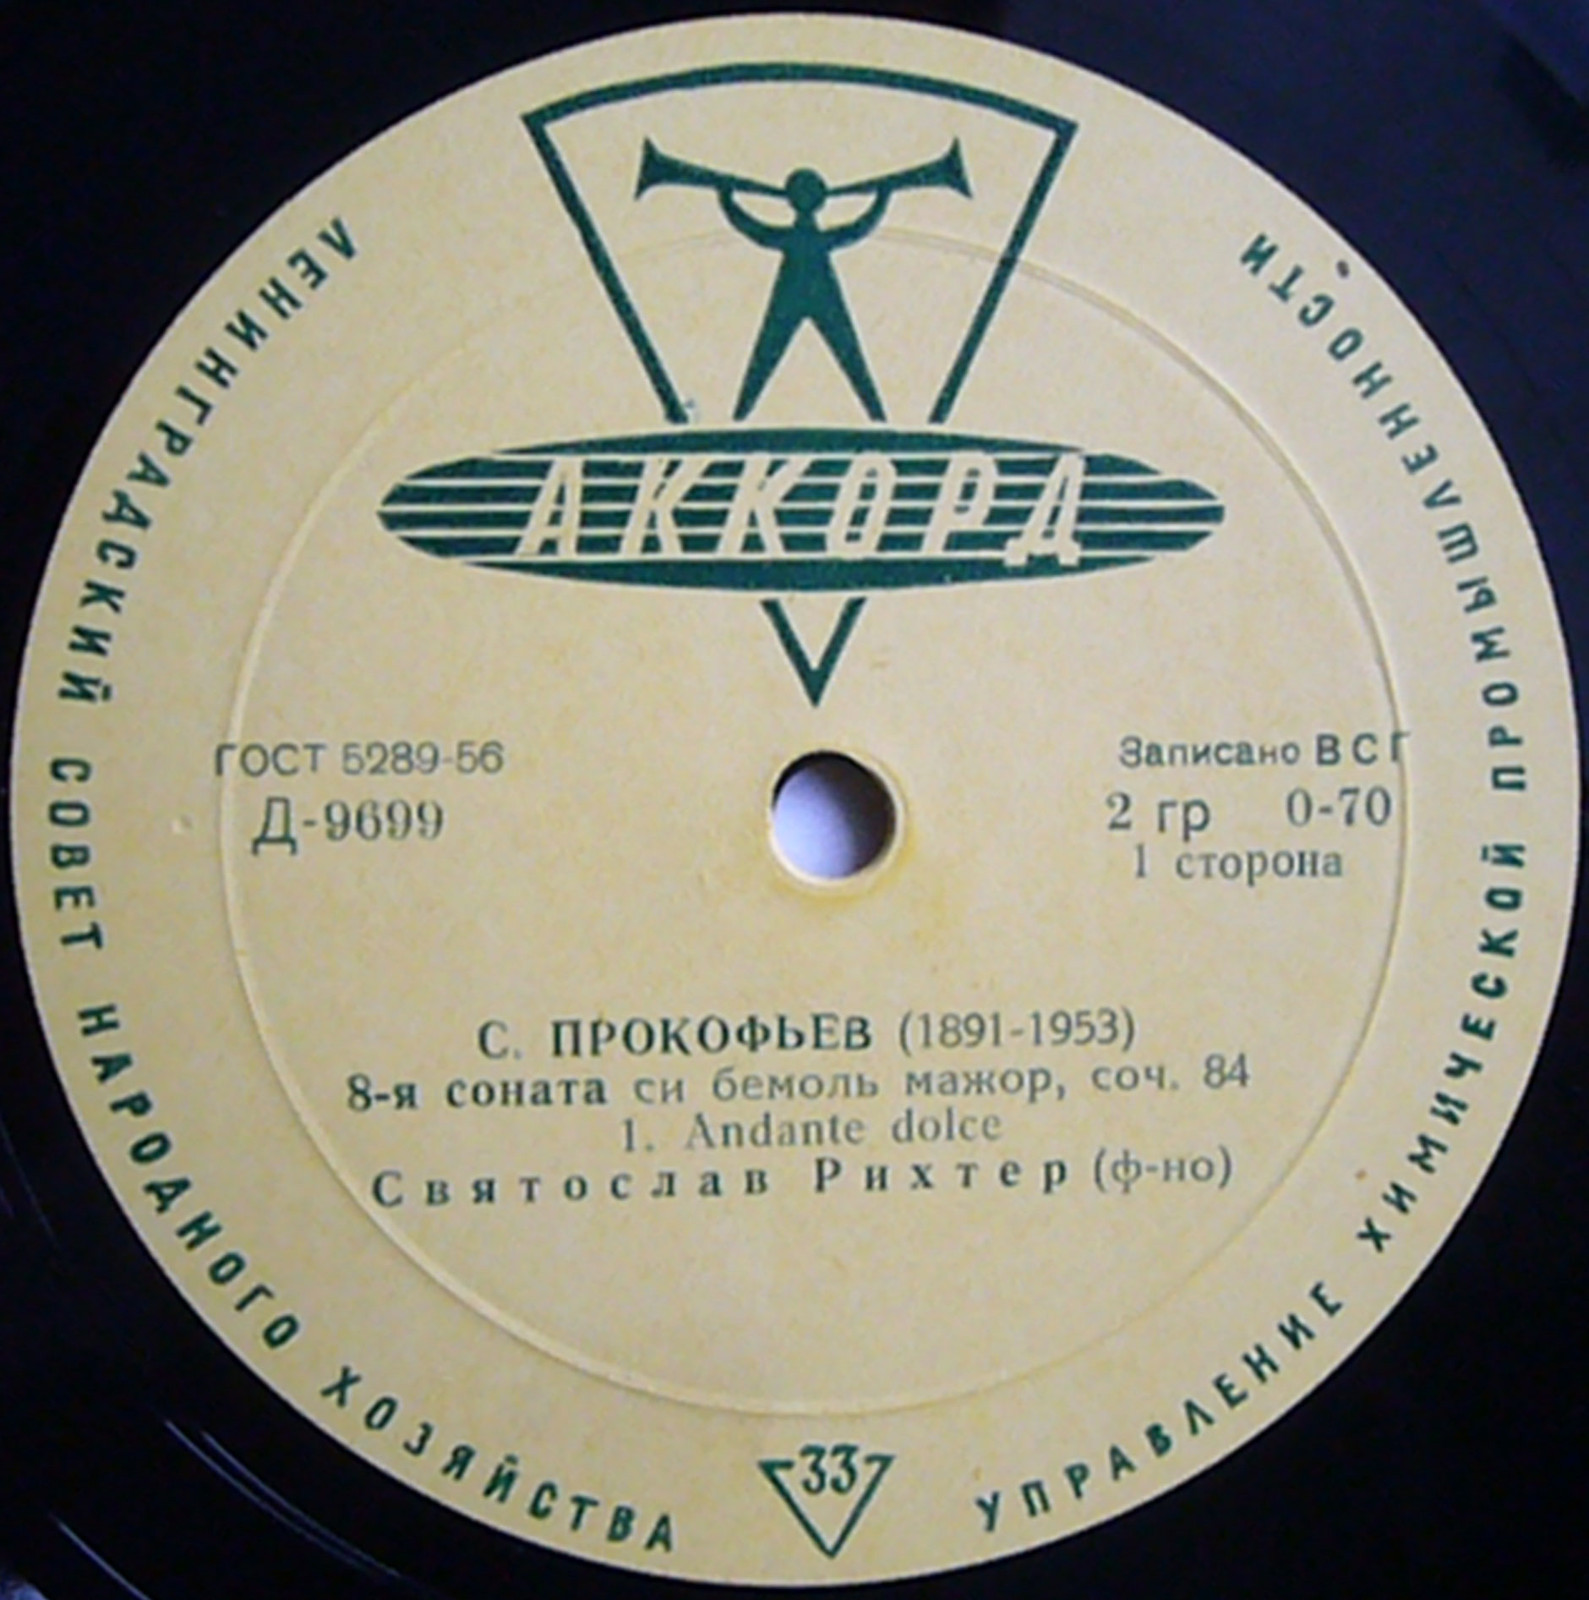 ЛЕНИНГРАДСКИЙ СОВЕТ НАРОДНОГО ХОЗЯЙСТВА
УПРАВЛЕНИЕ ХИМИЧЕСКОЙ ПРОМЫШЛЕННОСТИ
АККОРД
ГОСТ 5289-56
Д-9699
Записано ВСГ
2 гр 0-70
1 сторона
С. ПРОКОФЬЕВ (1891-1953)
8-я соната си бемоль мажор, соч. 84
1. Andante dolce
Святослав Рихтер (ф-но)
33